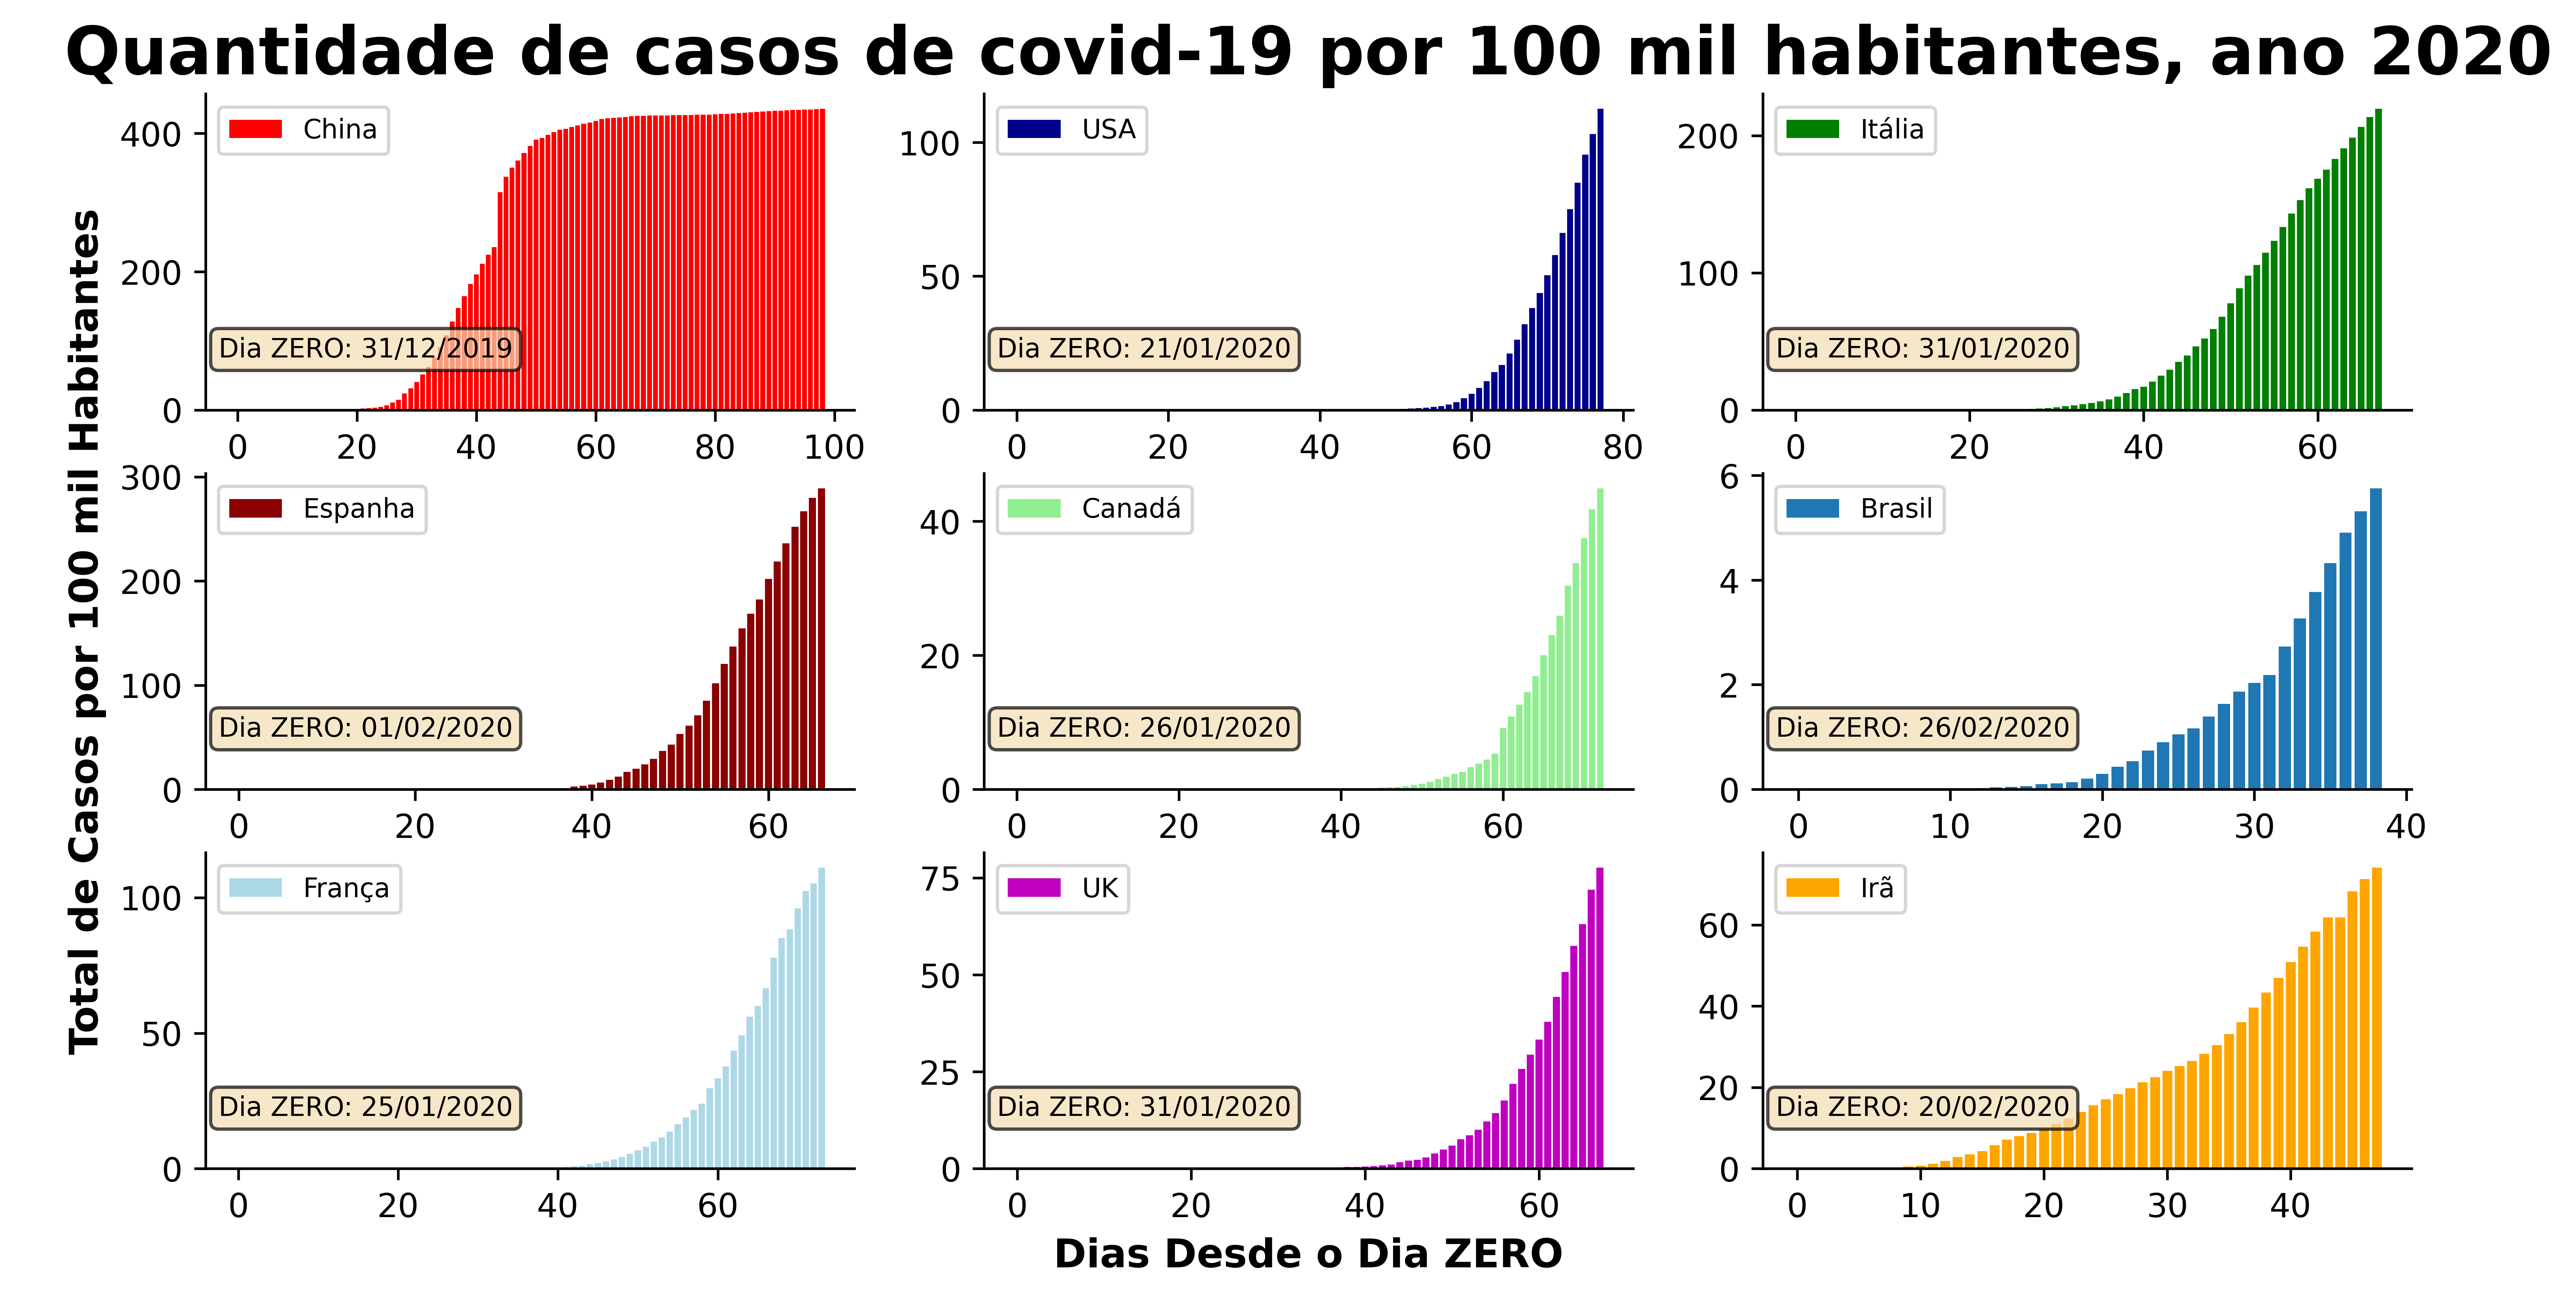 Quantidade de casos de covid-19 por 100 mil habitantes, ano 2020
Total de Casos por 100 mil Habitantes
China
400
200
0
Dia ZERO: 31/12/2019
0 20 40 60 80 100
USA
100
50
0
Dia ZERO: 21/01/2020
0 20 40 60 80
Itália
200
100
0
Dia ZERO: 31/01/2020
0 20 40 60
Espanha
300
200
100
0
Dia ZERO: 01/02/2020
0 20 40 60
Canadá
40
20
0
Dia ZERO: 26/01/2020
0 20 40 60
Brasil
6
4
2
0
Dia ZERO: 26/02/2020
0 10 20 30 40
França
100
50
0
Dia ZERO: 25/01/2020
0 20 40 60
UK
75
50
25
0
Dia ZERO: 31/01/2020
0 20 40 60
Irã
60
40
20
0
Dia ZERO: 20/02/2020
0 10 20 30 40
Dias Desde o Dia ZERO